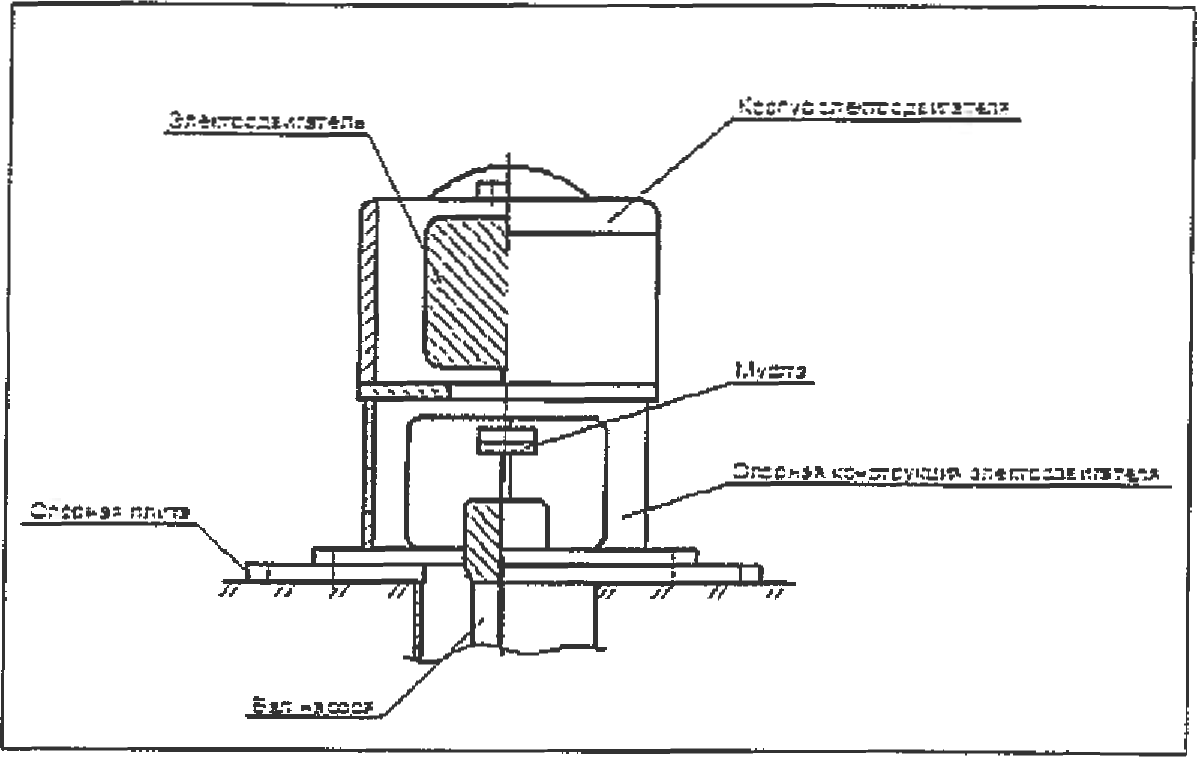 Электродвигатель
Корпус электродвигателя
Муфта
Опорная конструкция электродвигателя
Опорная плита
Вал насоса